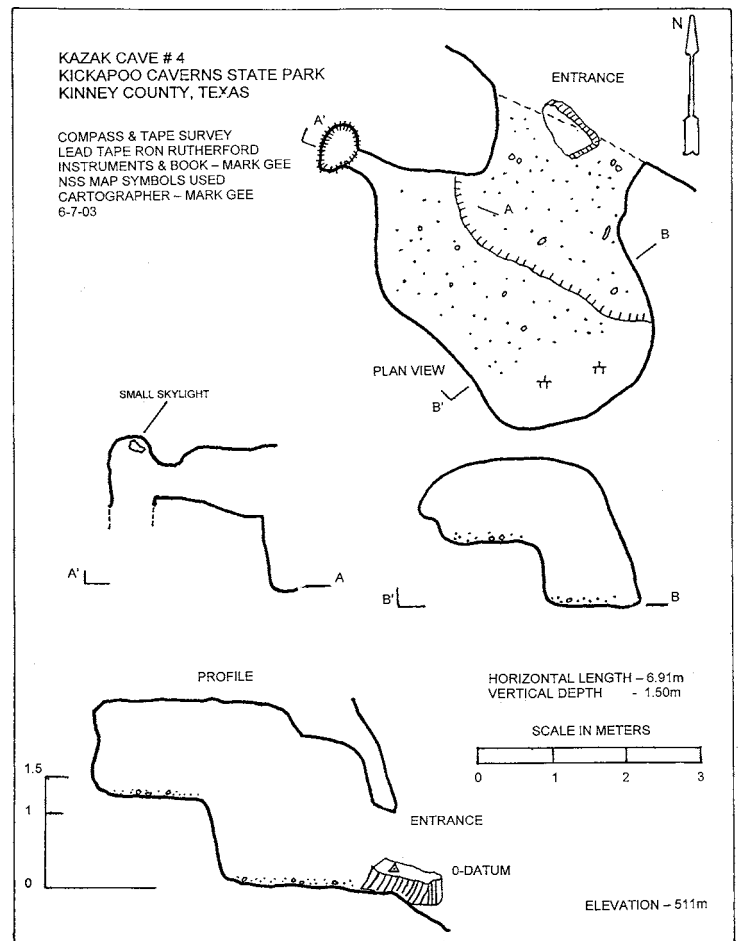 KAZAK CAVE # 4
KICKAPOO CAVERNS STATE PARK
KINNEY COUNTY, TEXAS
COMPASS & TAPE SURVEY
LEAD TAPE RON RUTHERFORD
INSTRUMENTS & BOOK – MARK GEE
NSS MAP SYMBOLS USED
CARTOGRAPHER – MARK GEE
6-7-03
N
ENTRANCE
A'
A
B
PLAN VIEW
B'
SMALL SKYLIGHT
A'
A
B'
B
PROFILE
HORIZONTAL LENGTH – 6.91m
VERTICAL DEPTH - 1.50m
SCALE IN METERS
0 1 2 3
1.5
1
0
ENTRANCE
0-DATUM
ELEVATION – 511m